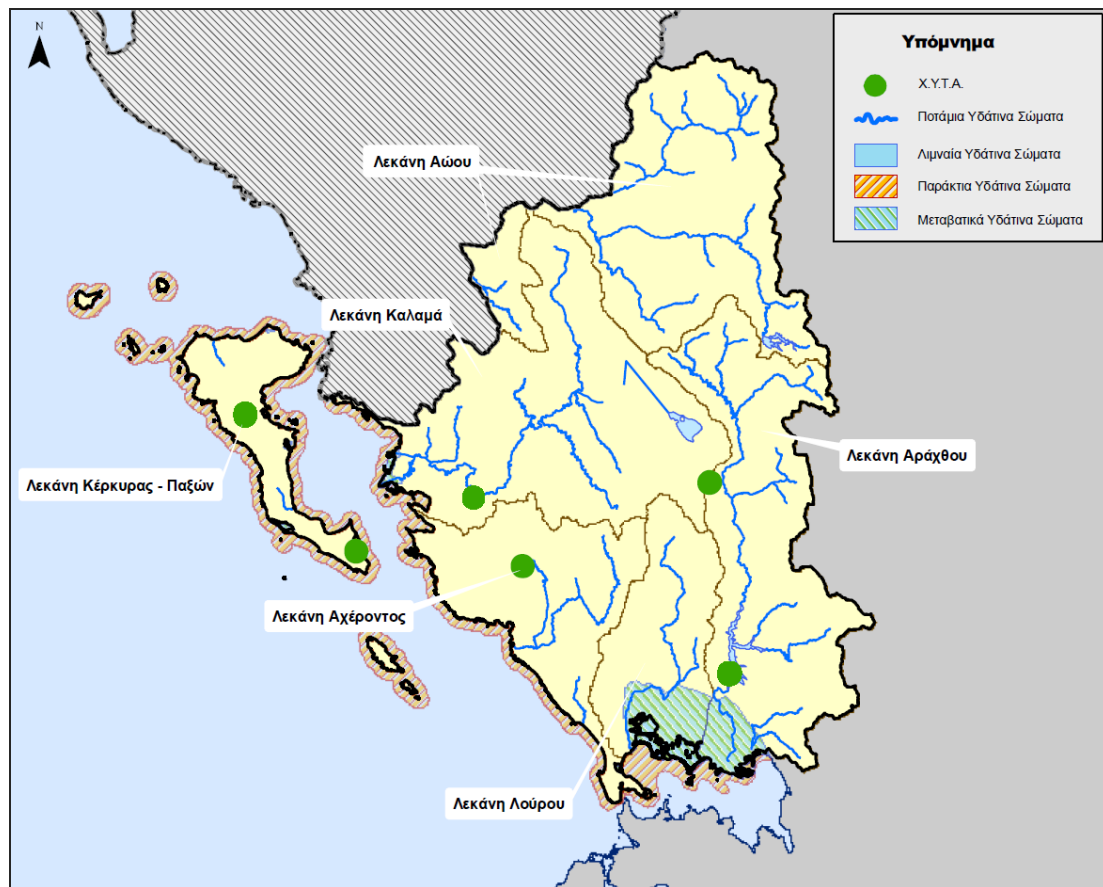 N
Υπόμνημα
Χ.Υ.Τ.Α.
Ποτάμια Υδάτινα Σώματα
Λιμναία Υδάτινα Σώματα
Παράκτια Υδάτινα Σώματα
Μεταβατικά Υδάτινα Σώματα
Λεκάνη Αώου
Λεκάνη Καλαμά
Λεκάνη Αράχθου
Λεκάνη Κέρκυρας - Παξών
Λεκάνη Αχέροντος
Λεκάνη Λούρου